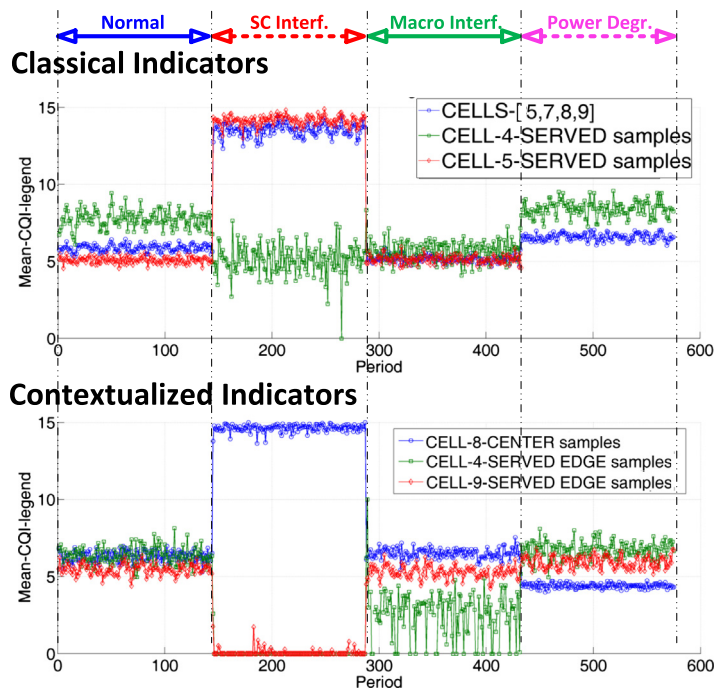 Normal SC Interf. Macro Interf. Power Degr.
Classical Indicators
CELLS-[ 5,7,8,9]
CELL-4-SERVED samples
CELL-5-SERVED samples
Mean-CQI-legend
15
10
5
0
0 100 200 300 400 500 600
Period
Contextualized Indicators
CELL-8-CENTER samples
CELL-4-SERVED EDGE samples
CELL-9-SERVED EDGE samples
Mean-CQI-legend
15
10
5
0
0 100 200 300 400 500 600
Period